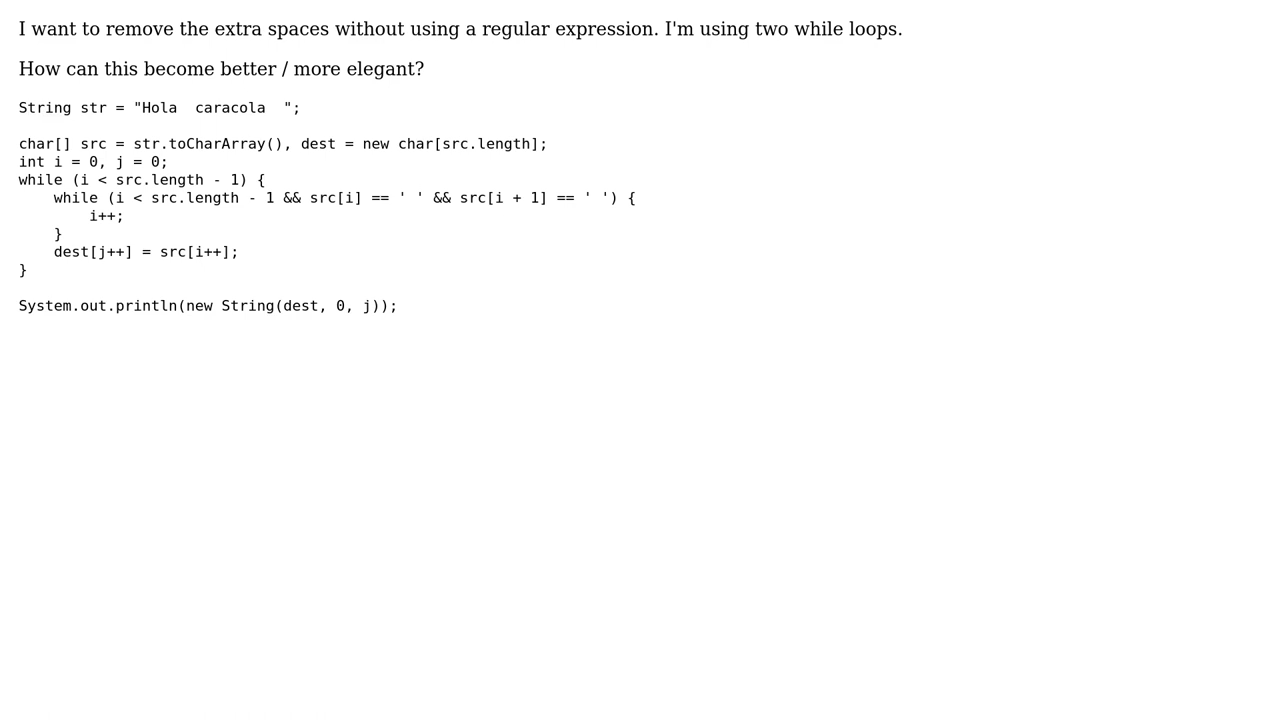 I want to remove the extra spaces without using a regular expression. I'm using two while loops.
How can this become better / more elegant?
String str = "Hola  caracola  ";
char[] src = str.toCharArray(), dest = new char[src.length];
int i = 0, j = 0;
while (i < src.length - 1) {
    while (i < src.length - 1 && src[i] == ' ' && src[i + 1] == ' ') {
        i++;
    }
    dest[j++] = src[i++];
}
System.out.println(new String(dest, 0, j));